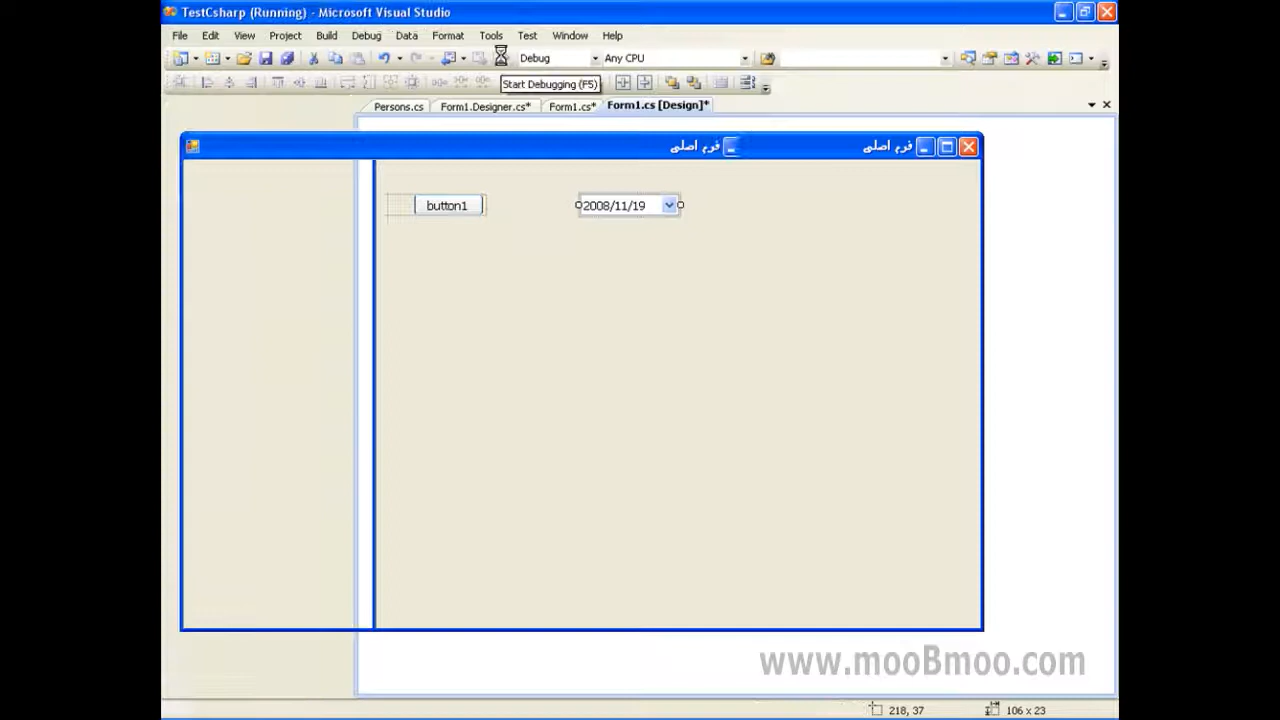 TestCsharp (Running) - Microsoft Visual Studio
File Edit View Project Build Debug Data Format Tools Test Window Help
Debug Any CPU
Start Debugging (F5)
Persons.cs Form1.Designer.cs* Form1.cs* Form1.cs [Design]*
فرم اصلی فرم اصلی
button1 2008/11/19
www.mooBmoo.com
218, 37 106 x 23